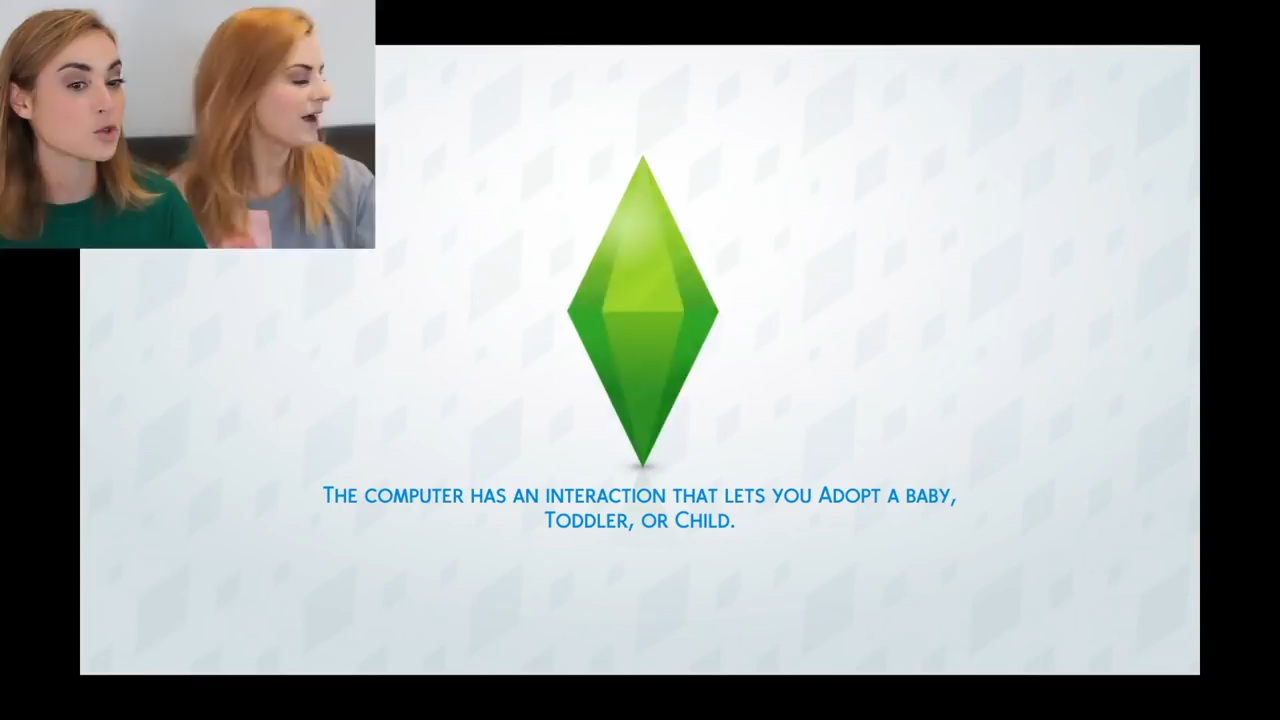 The computer has an interaction that lets you Adopt a baby,
Toddler, or Child.